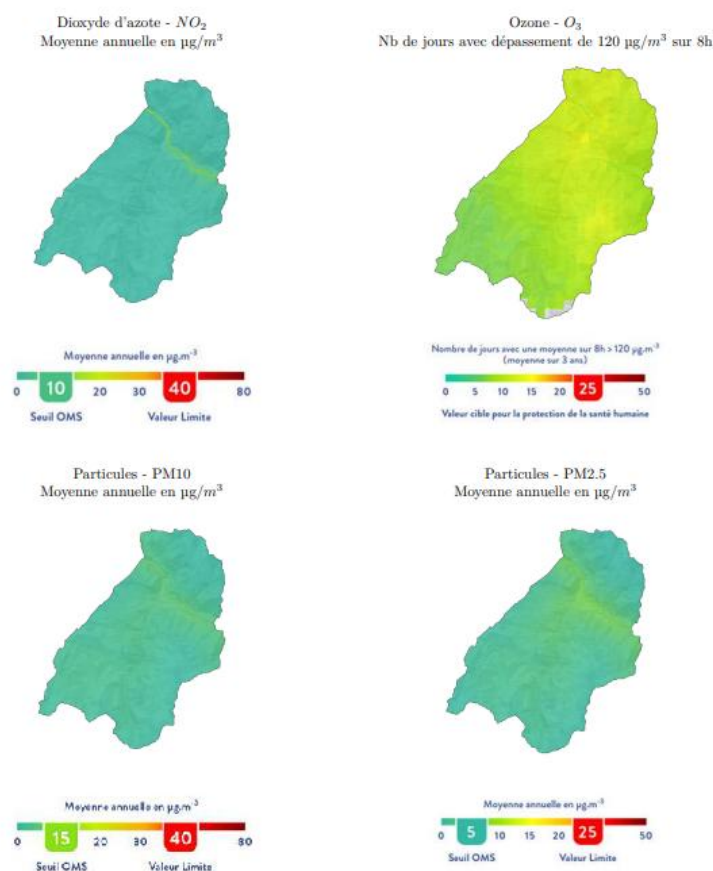 Dioxyde d'azote - NO₂
Moyenne annuelle en µg/m³
Ozone - O₃
Nb de jours avec dépassement de 120 µg/m³ sur 8h
Moyenne annuelle en µg.m⁻³
0 10 20 30 40 80
Seuil OMS Valeur Limite
Nombre de jours avec une moyenne sur 8h > 120 µg.m⁻³
(moyenne sur 3 ans)
0 5 10 15 20 25 50
Valeur cible pour la protection de la santé humaine
Particules - PM10
Moyenne annuelle en µg/m³
Particules - PM2.5
Moyenne annuelle en µg/m³
Moyenne annuelle en µg.m⁻³
0 15 20 30 40 80
Seuil OMS Valeur Limite
Moyenne annuelle en µg.m⁻³
0 5 10 15 20 25 50
Seuil OMS Valeur Limite